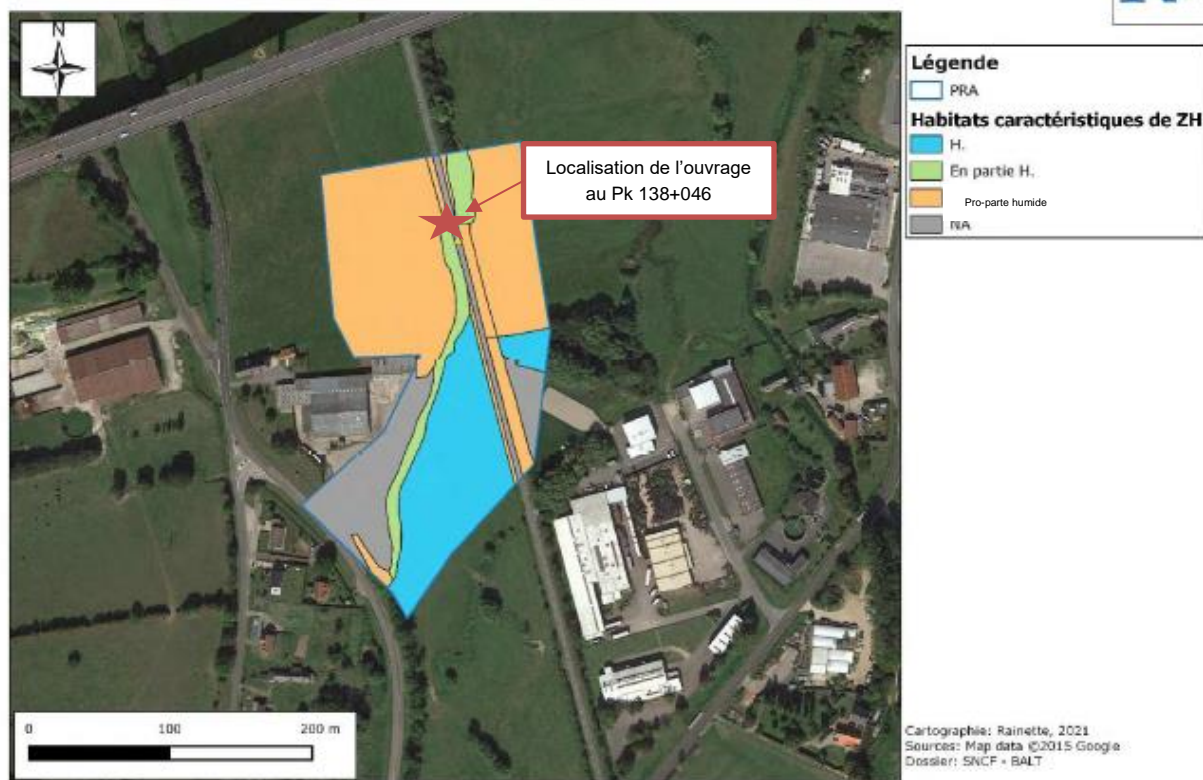 N
Localisation de l'ouvrage
au Pk 138+046
0 100 200 m
Légende
PRA
Habitats caractéristiques de ZH
H.
En partie H.
Pro-parte humide
NA
Cartographie: Rainette, 2021
Sources: Map data ©2015 Google
Dossier: SNCF - BALT